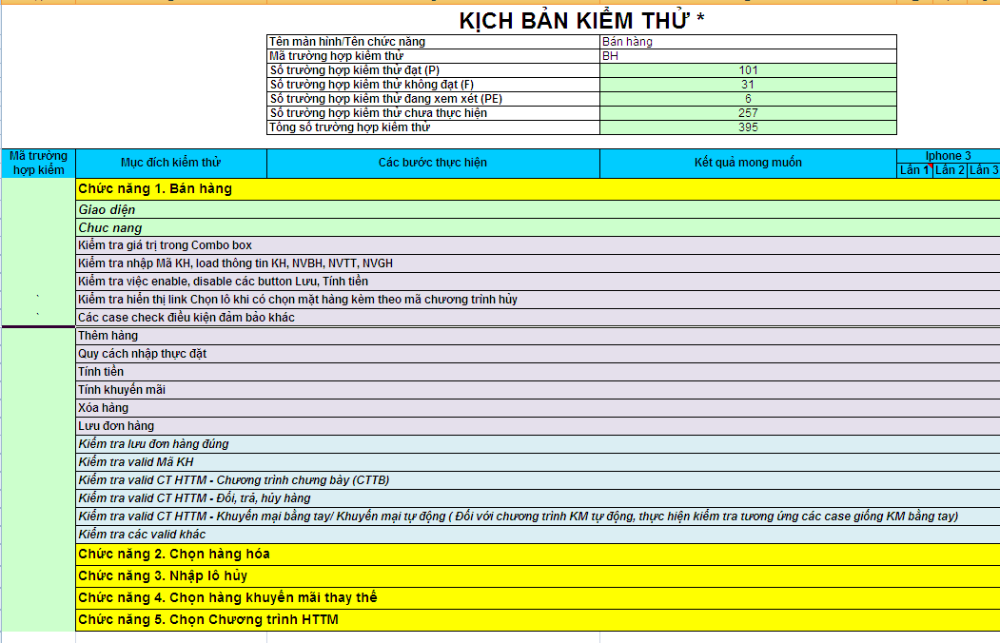 KỊCH BẢN KIỂM THỬ *
Tên màn hình/Tên chức năng Bán hàng
Mã trường hợp kiểm thử BH
Số trường hợp kiểm thử đạt (P) 101
Số trường hợp kiểm thử không đạt (F) 31
Số trường hợp kiểm thử đang xem xét (PE) 6
Số trường hợp kiểm thử chưa thực hiện 257
Tổng số trường hợp kiểm thử 395
Mã trường hợp kiểm Mục đích kiểm thử Các bước thực hiện Kết quả mong muốn Iphone 3
Lần 1 Lần 2 Lần 3
Chức năng 1. Bán hàng
Giao diện
Chuc nang
Kiểm tra giá trị trong Combo box
Kiểm tra nhập Mã KH, load thông tin KH, NVBH, NVTT, NVGH
Kiểm tra việc enable, disable các button Lưu, Tính tiền
` Kiểm tra hiển thị link Chọn lô khi có chọn mặt hàng kèm theo mã chương trình hủy
` Các case check điều kiện đảm bảo khác
Thêm hàng
Quy cách nhập thực đặt
Tính tiền
Tính khuyến mãi
Xóa hàng
Lưu đơn hàng
Kiểm tra lưu đơn hàng đúng
Kiểm tra valid Mã KH
Kiểm tra valid CT HTTM - Chương trình chưng bày (CTTB)
Kiểm tra valid CT HTTM - Đổi, trả, hủy hàng
Kiểm tra valid CT HTTM - Khuyến mại bằng tay/ Khuyến mại tự động ( Đối với chương trình KM tự động, thực hiện kiểm tra tương ứng các case giống KM bằng tay)
Kiểm tra các valid khác
Chức năng 2. Chọn hàng hóa
Chức năng 3. Nhập lô hủy
Chức năng 4. Chọn hàng khuyến mãi thay thế
Chức năng 5. Chọn Chương trình HTTM